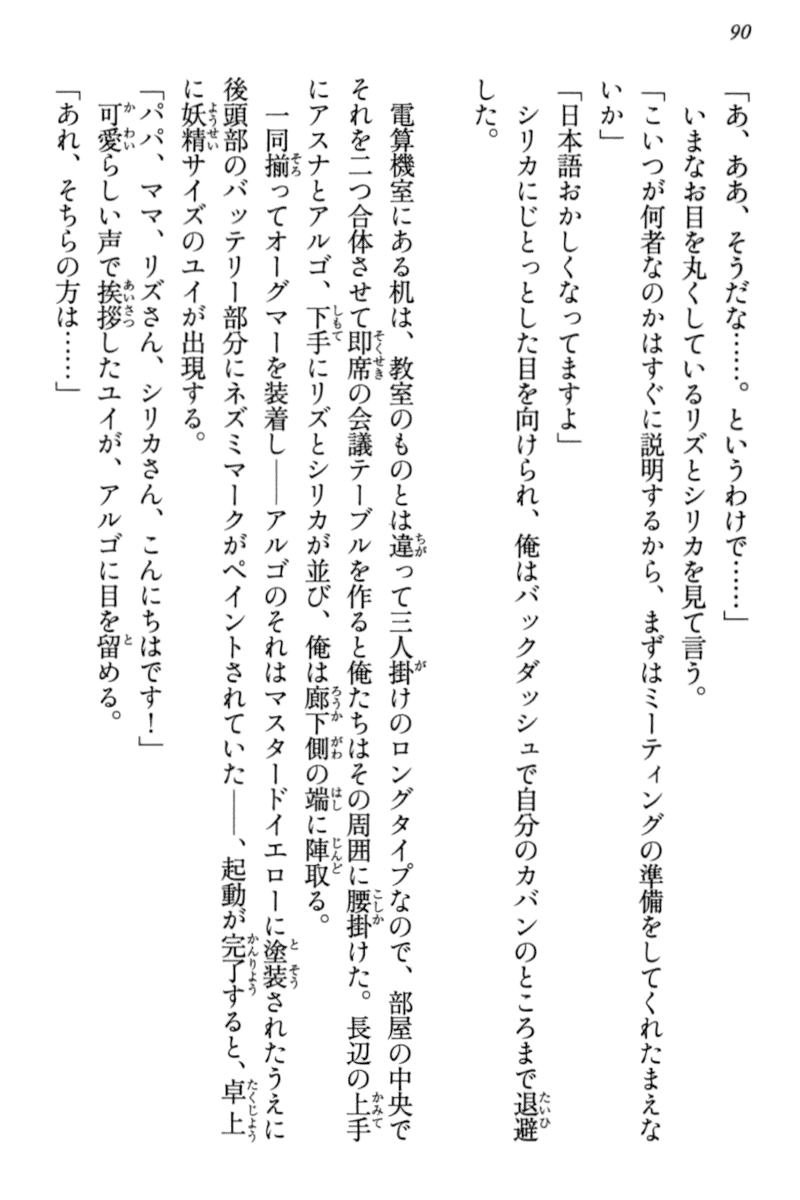 90
「あ、ああ、そうだな……。というわけで……」
いまなお目を丸くしているリズとシリカを見て言う。
「こいつが何者なのかはすぐに説明するから、まずはミーティングの準備をしてくれたまえな
いか」
「日本語おかしくなってますよ」
シリカにじとっとした目を向けられ、俺はバックダッシュで自分のカバンのところまで退避
した。
電算機室にある机は、教室のものとは違って三人掛けのロングタイプなので、部屋の中央で
それを二つ合体させて即席の会議テーブルを作ると俺たちはその周囲に腰掛けた。長辺の上手
にアスナとアルゴ、下手にリズとシリカが並び、俺は廊下側の端に陣取る。
一同揃ってオーグマーを装着し――アルゴのそれはマスタードイエローに塗装されたうえに
後頭部のバッテリー部分にネズミマークがペイントされていた――、起動が完了すると、卓上
に妖精サイズのユイが出現する。
「パパ、ママ、リズさん、シリカさん、こんにちはです！」
可愛らしい声で挨拶したユイが、アルゴに目を留める。
「あれ、そちらの方は……」